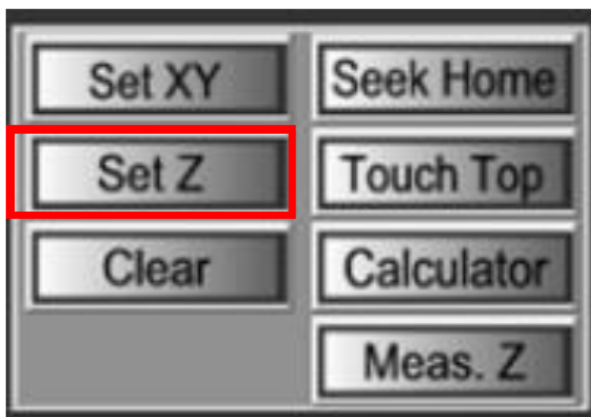 Set XY
Seek Home
Set Z
Touch Top
Clear
Calculator
Meas. Z